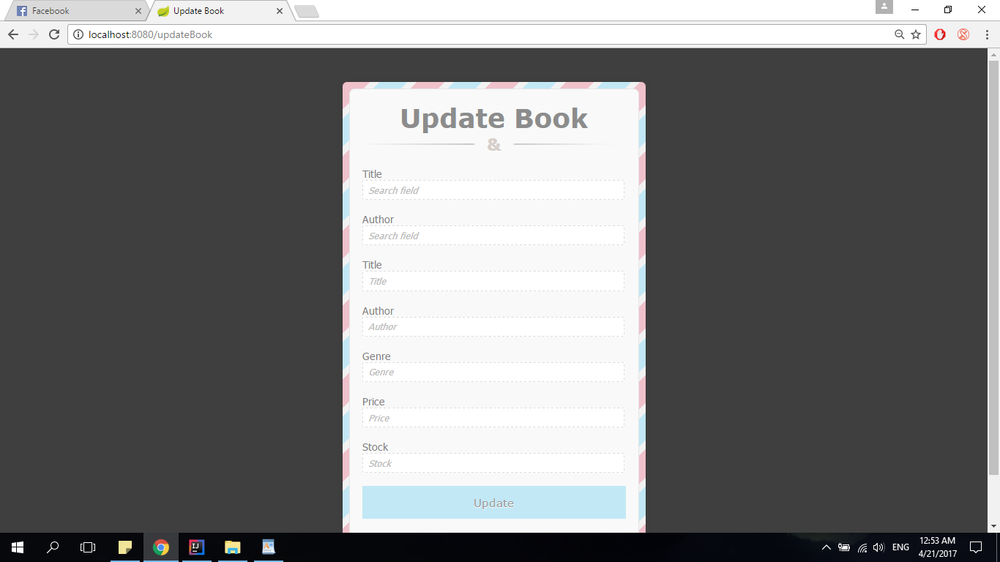 Facebook
Update Book
localhost:8080/updateBook
Update Book
&
Title
Search field
Author
Search field
Title
Title
Author
Author
Genre
Genre
Price
Price
Stock
Stock
Update
ENG
12:53 AM
4/21/2017